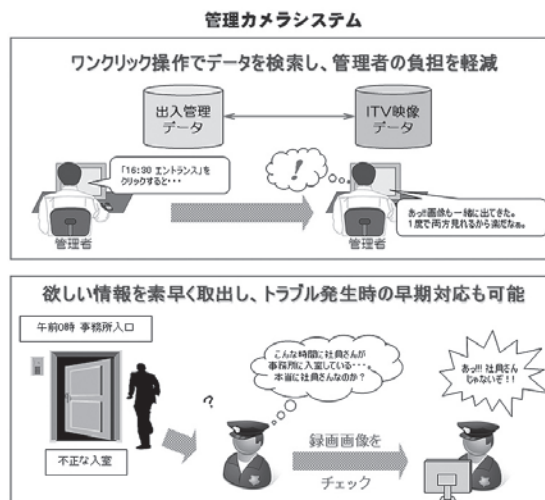 管理カメラシステム
ワンクリック操作でデータを検索し、管理者の負担を軽減
出入管理
データ
ITV映像
データ
「16:30 エントランス」を
クリックすると・・・
!
あっ!!画像も一緒に出てきた。
1度で両方見れるから楽だなぁ。
管理者
管理者
欲しい情報を素早く取出し、トラブル発生時の早期対応も可能
午前0時 事務所入口
不正な入室
?
こんな時間に社員さんが
事務所に入室している・・・。
本当に社員さんなのか?
録画画像を
チェック
あっ!!! 社員さん
じゃないぞ!!